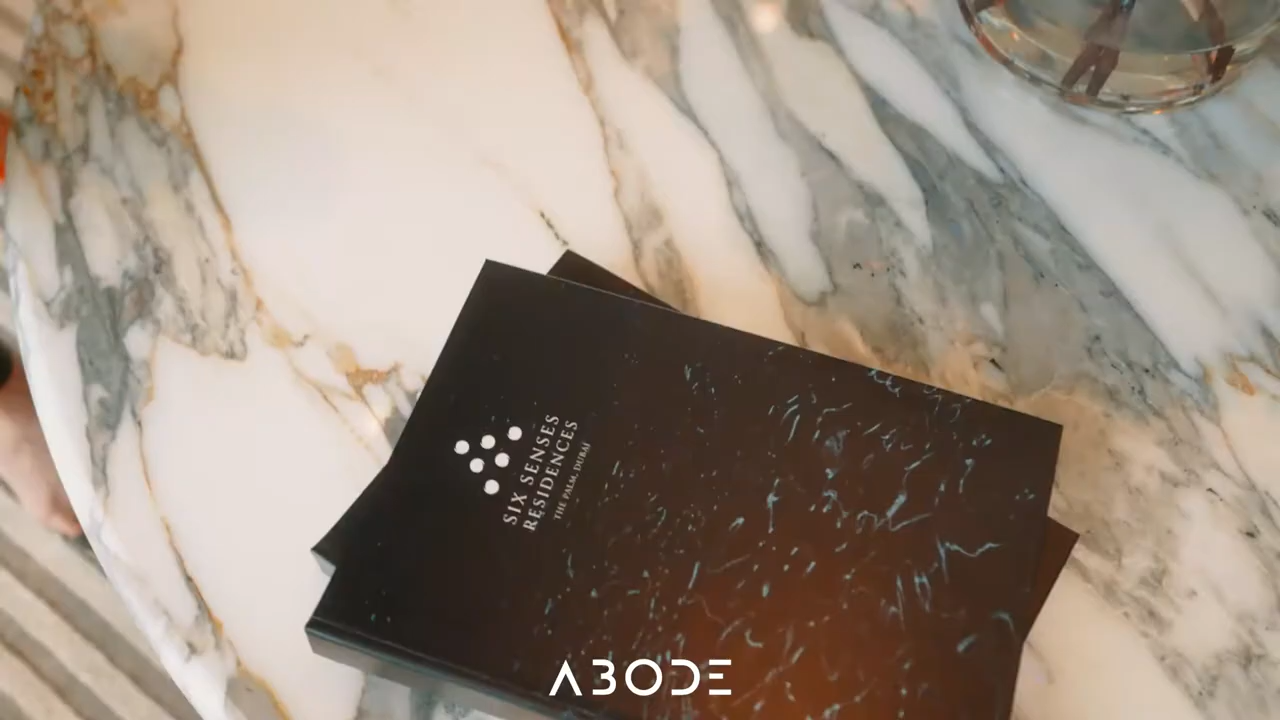 SIX SENSES
RESIDENCES
THE PALM, DUBAI
ABODE